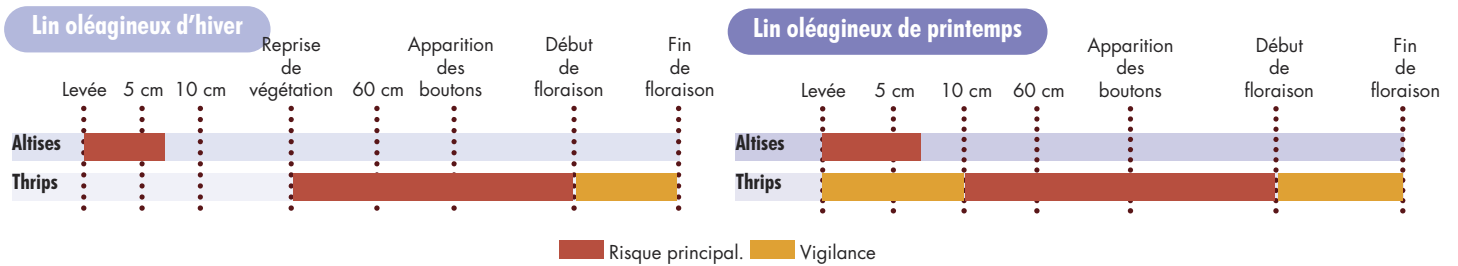 Lin oléagineux d'hiver
Reprise
de
végétation
Apparition
des
boutons
Début
de
floraison
Fin
de
floraison
Levée 5 cm 10 cm 60 cm
Altises
Thrips
Lin oléagineux de printemps
Apparition
des
boutons
Début
de
floraison
Fin
de
floraison
Levée 5 cm 10 cm 60 cm
Altises
Thrips
Risque principal. Vigilance